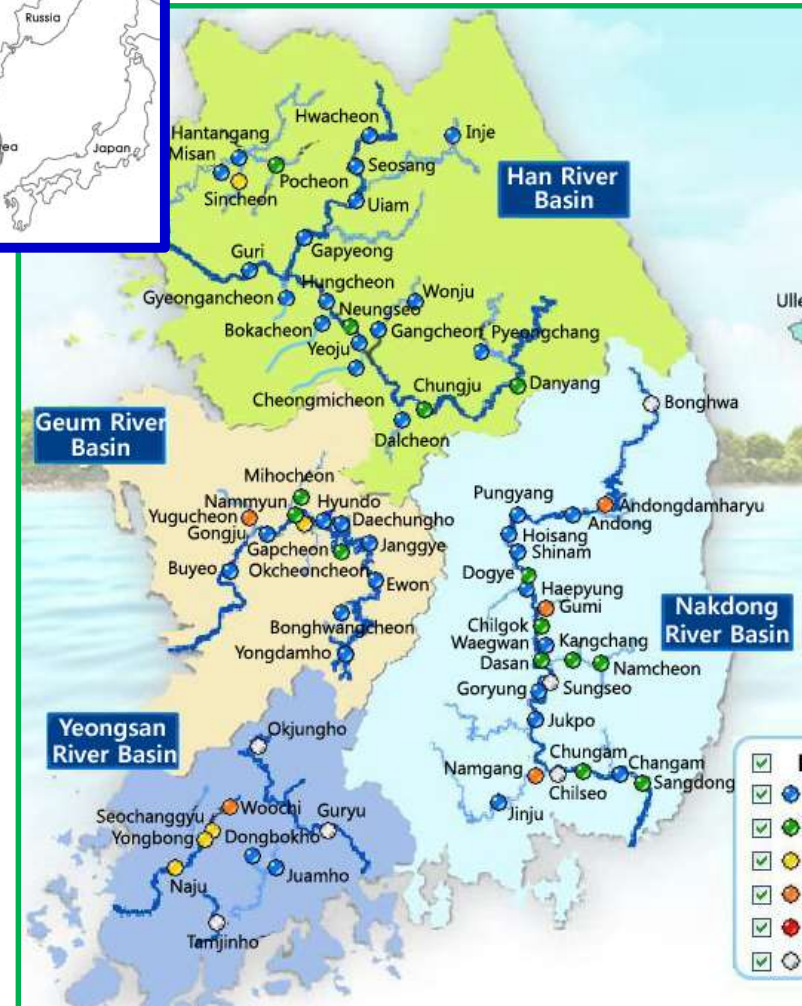 Russia
ea
Japan
Hwacheon
Inje
Hantangang
Misan
Seosang
Pocheon
Sincheon
Uiam
Han River
Basin
Guri
Gapyeong
Hungcheon
Gyeongancheon
Neungseo
Wonju
Bokacheon
Gangcheon
Pyeongchang
Yeoju
Ulle
Cheongmicheon
Chungju
Danyang
Dalcheon
Bonghwa
Geum River
Basin
Mihocheon
Nammyun
Hyundo
Yugucheon
Daechungho
Gongju
Gapcheon
Janggye
Buyeo
Okcheoncheon
Ewon
Bonghwangcheon
Yongdamho
Pungyang
Andongdamharyu
Andong
Hoisang
Shinam
Dogye
Haepyung
Gumi
Chilgok
Waegwan
Kangchang
Dasan
Namcheon
Goryung
Sungseo
Jukpo
Nakdong
River Basin
Yeongsan
River Basin
Okjungho
Chungam
Changam
Namgang
Chilseo
Sangdong
Jinju
Seochanggyu
Woochi
Guryu
Yongbong
Dongbokho
Juamho
Naju
Tamjinho